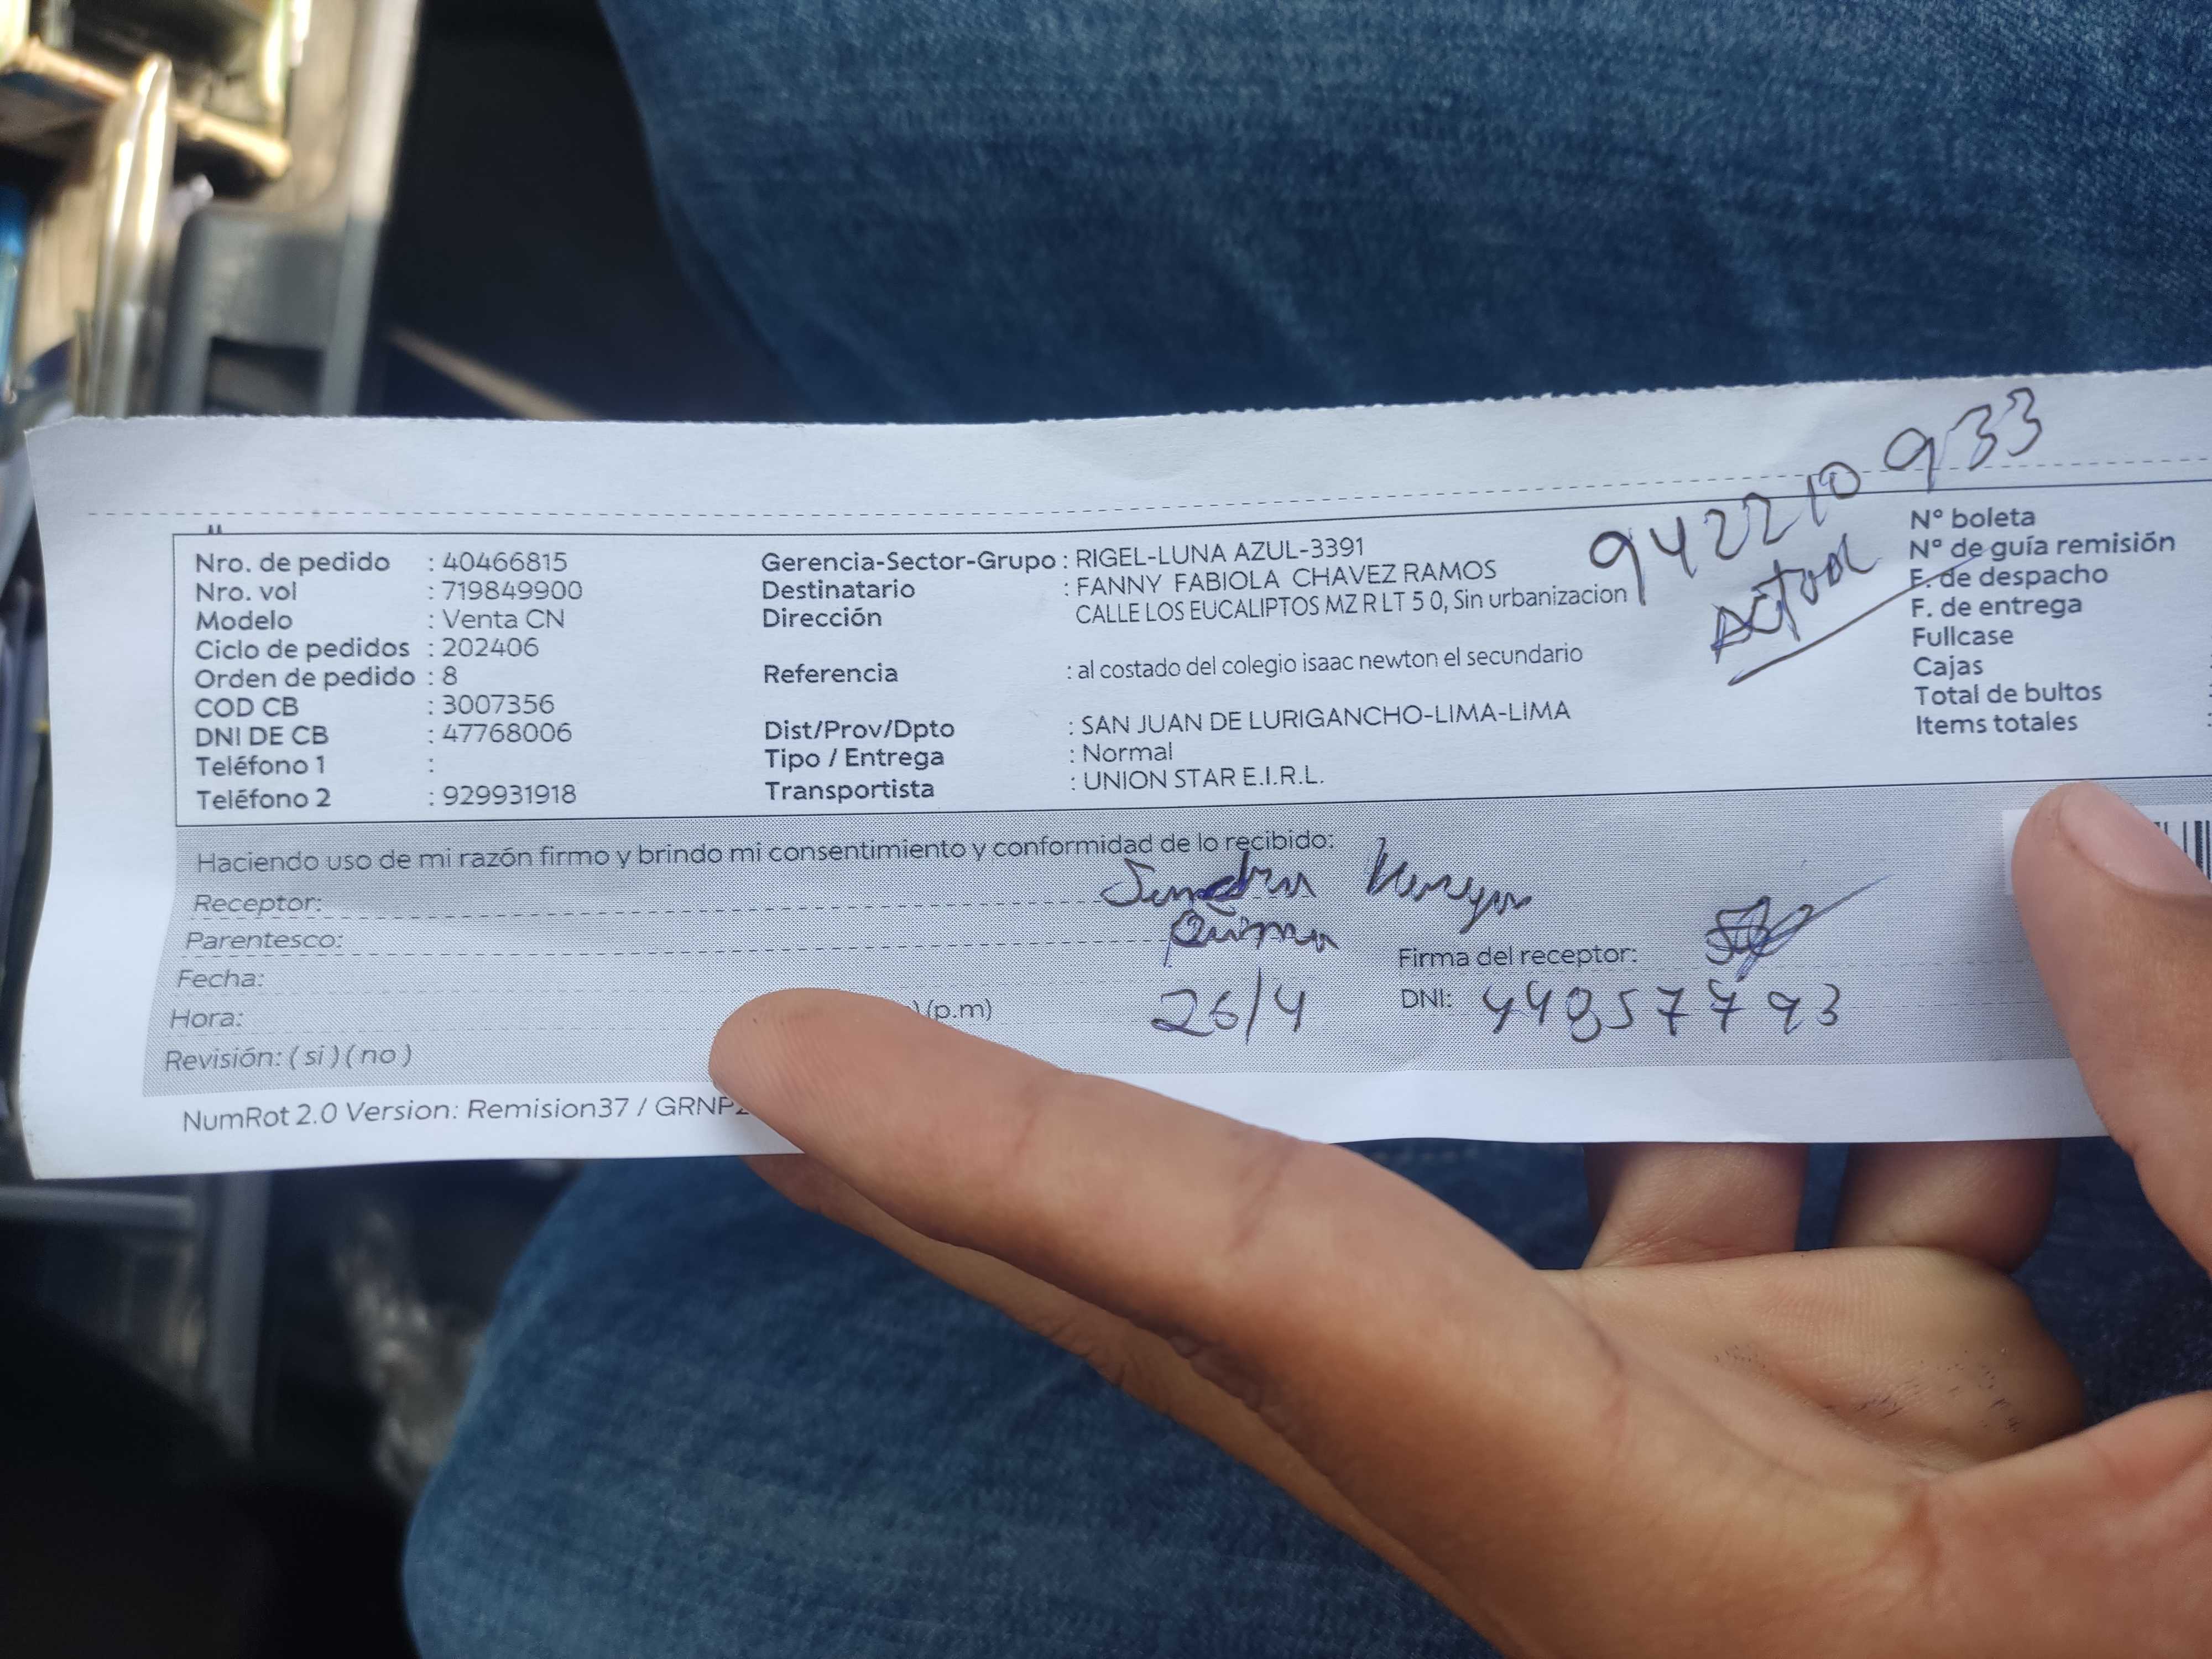 942210933
Actual
Nro. de pedido : 40466815
Nro. vol : 719849900
Modelo : Venta CN
Ciclo de pedidos : 202406
Orden de pedido : 8
COD CB : 3007356
DNI DE CB : 47768006
Teléfono 1 :
Teléfono 2 : 929931918
Gerencia-Sector-Grupo : RIGEL-LUNA AZUL-3391
Destinatario : FANNY FABIOLA CHAVEZ RAMOS
Dirección CALLE LOS EUCALIPTOS MZ R LT 5 0, Sin urbanizacion
Referencia : al costado del colegio isaac newton el secundario
Dist/Prov/Dpto : SAN JUAN DE LURIGANCHO-LIMA-LIMA
Tipo / Entrega : Normal
Transportista : UNION STAR E.I.R.L.
N° boleta
N° de guía remisión
F. de despacho
F. de entrega
Fullcase
Cajas
Total de bultos
Items totales
Haciendo uso de mi razón firmo y brindo mi consentimiento y conformidad de lo recibido:
Receptor: Sandra
Parentesco: Prima
Fecha: 26/4
Hora: (p.m)
Revisión: ( si ) ( no )
Firma del receptor:
DNI: 44857793
NumRot 2.0 Version: Remision37 /